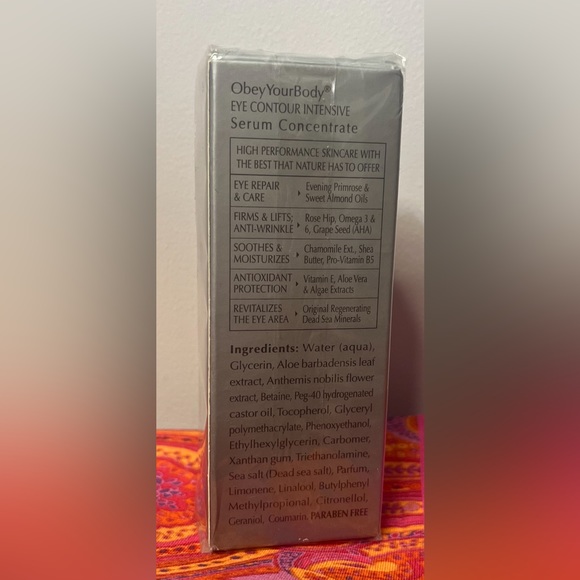 ObeyYourBody®
EYE CONTOUR INTENSIVE
Serum Concentrate
HIGH PERFORMANCE SKINCARE WITH
THE BEST THAT NATURE HAS TO OFFER
EYE REPAIR
& CARE
Evening Primrose &
Sweet Almond Oils
FIRMS & LIFTS;
ANTI-WRINKLE
Rose Hip, Omega 3 &
6, Grape Seed (AHA)
SOOTHES &
MOISTURIZES
Chamomile Ext., Shea
Butter, Pro-Vitamin B5
ANTIOXIDANT
PROTECTION
Vitamin E, Aloe Vera
& Algae Extracts
REVITALIZES
THE EYE AREA
Original Regenerating
Dead Sea Minerals
Ingredients: Water (aqua),
Glycerin, Aloe barbadensis leaf
extract, Anthemis nobilis flower
extract, Betaine, Peg-40 hydrogenated
castor oil, Tocopherol, Glyceryl
polymethacrylate, Phenoxyethanol,
Ethylhexylglycerin, Carbomer,
Xanthan gum, Triethanolamine,
Sea salt (Dead sea salt), Parfum,
Limonene, Linalool, Butylphenyl
Methylpropional, Citronellol,
Geraniol, Coumarin. PARABEN FREE